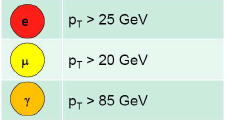 e p_T > 25 GeV
μ p_T > 20 GeV
γ p_T > 85 GeV